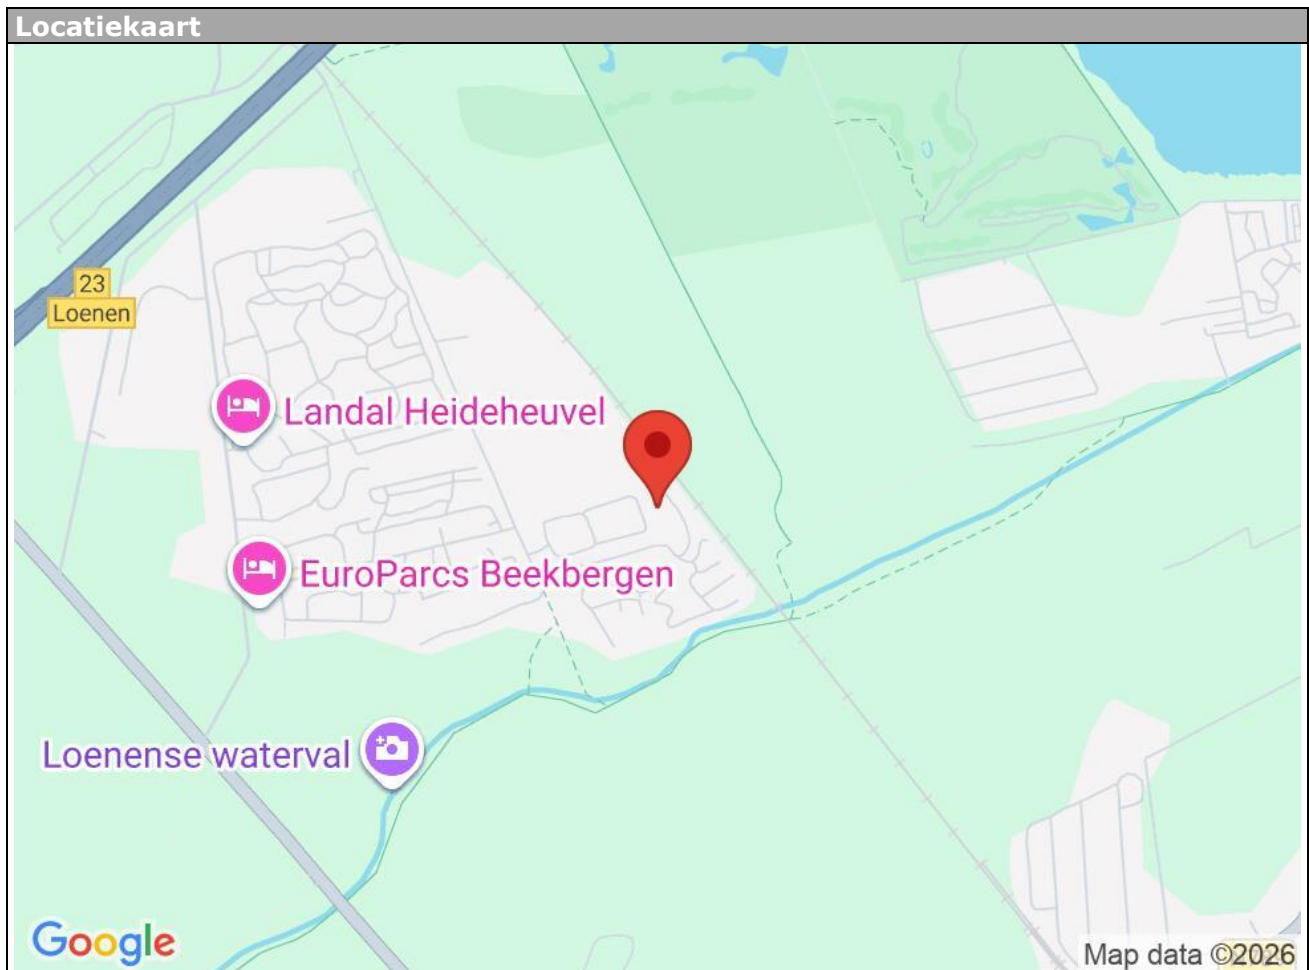 Locatiekaart
23
Loenen
Landal Heideheuvel
EuroParcs Beekbergen
Loenense waterval
Google
Map data ©2026